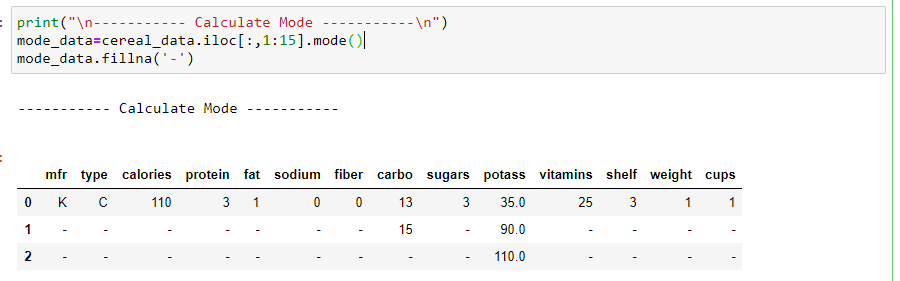 print("\n----------- Calculate Mode -----------\n")
mode_data=cereal_data.iloc[:,1:15].mode()
mode_data.fillna('-')
----------- Calculate Mode -----------
mfr type calories protein fat sodium fiber carbo sugars potass vitamins shelf weight cups
0 K C 110 3 1 0 0 13 3 35.0 25 3 1 1
1 - - - - - - - 15 - 90.0 - - - -
2 - - - - - - - - - 110.0 - - - -